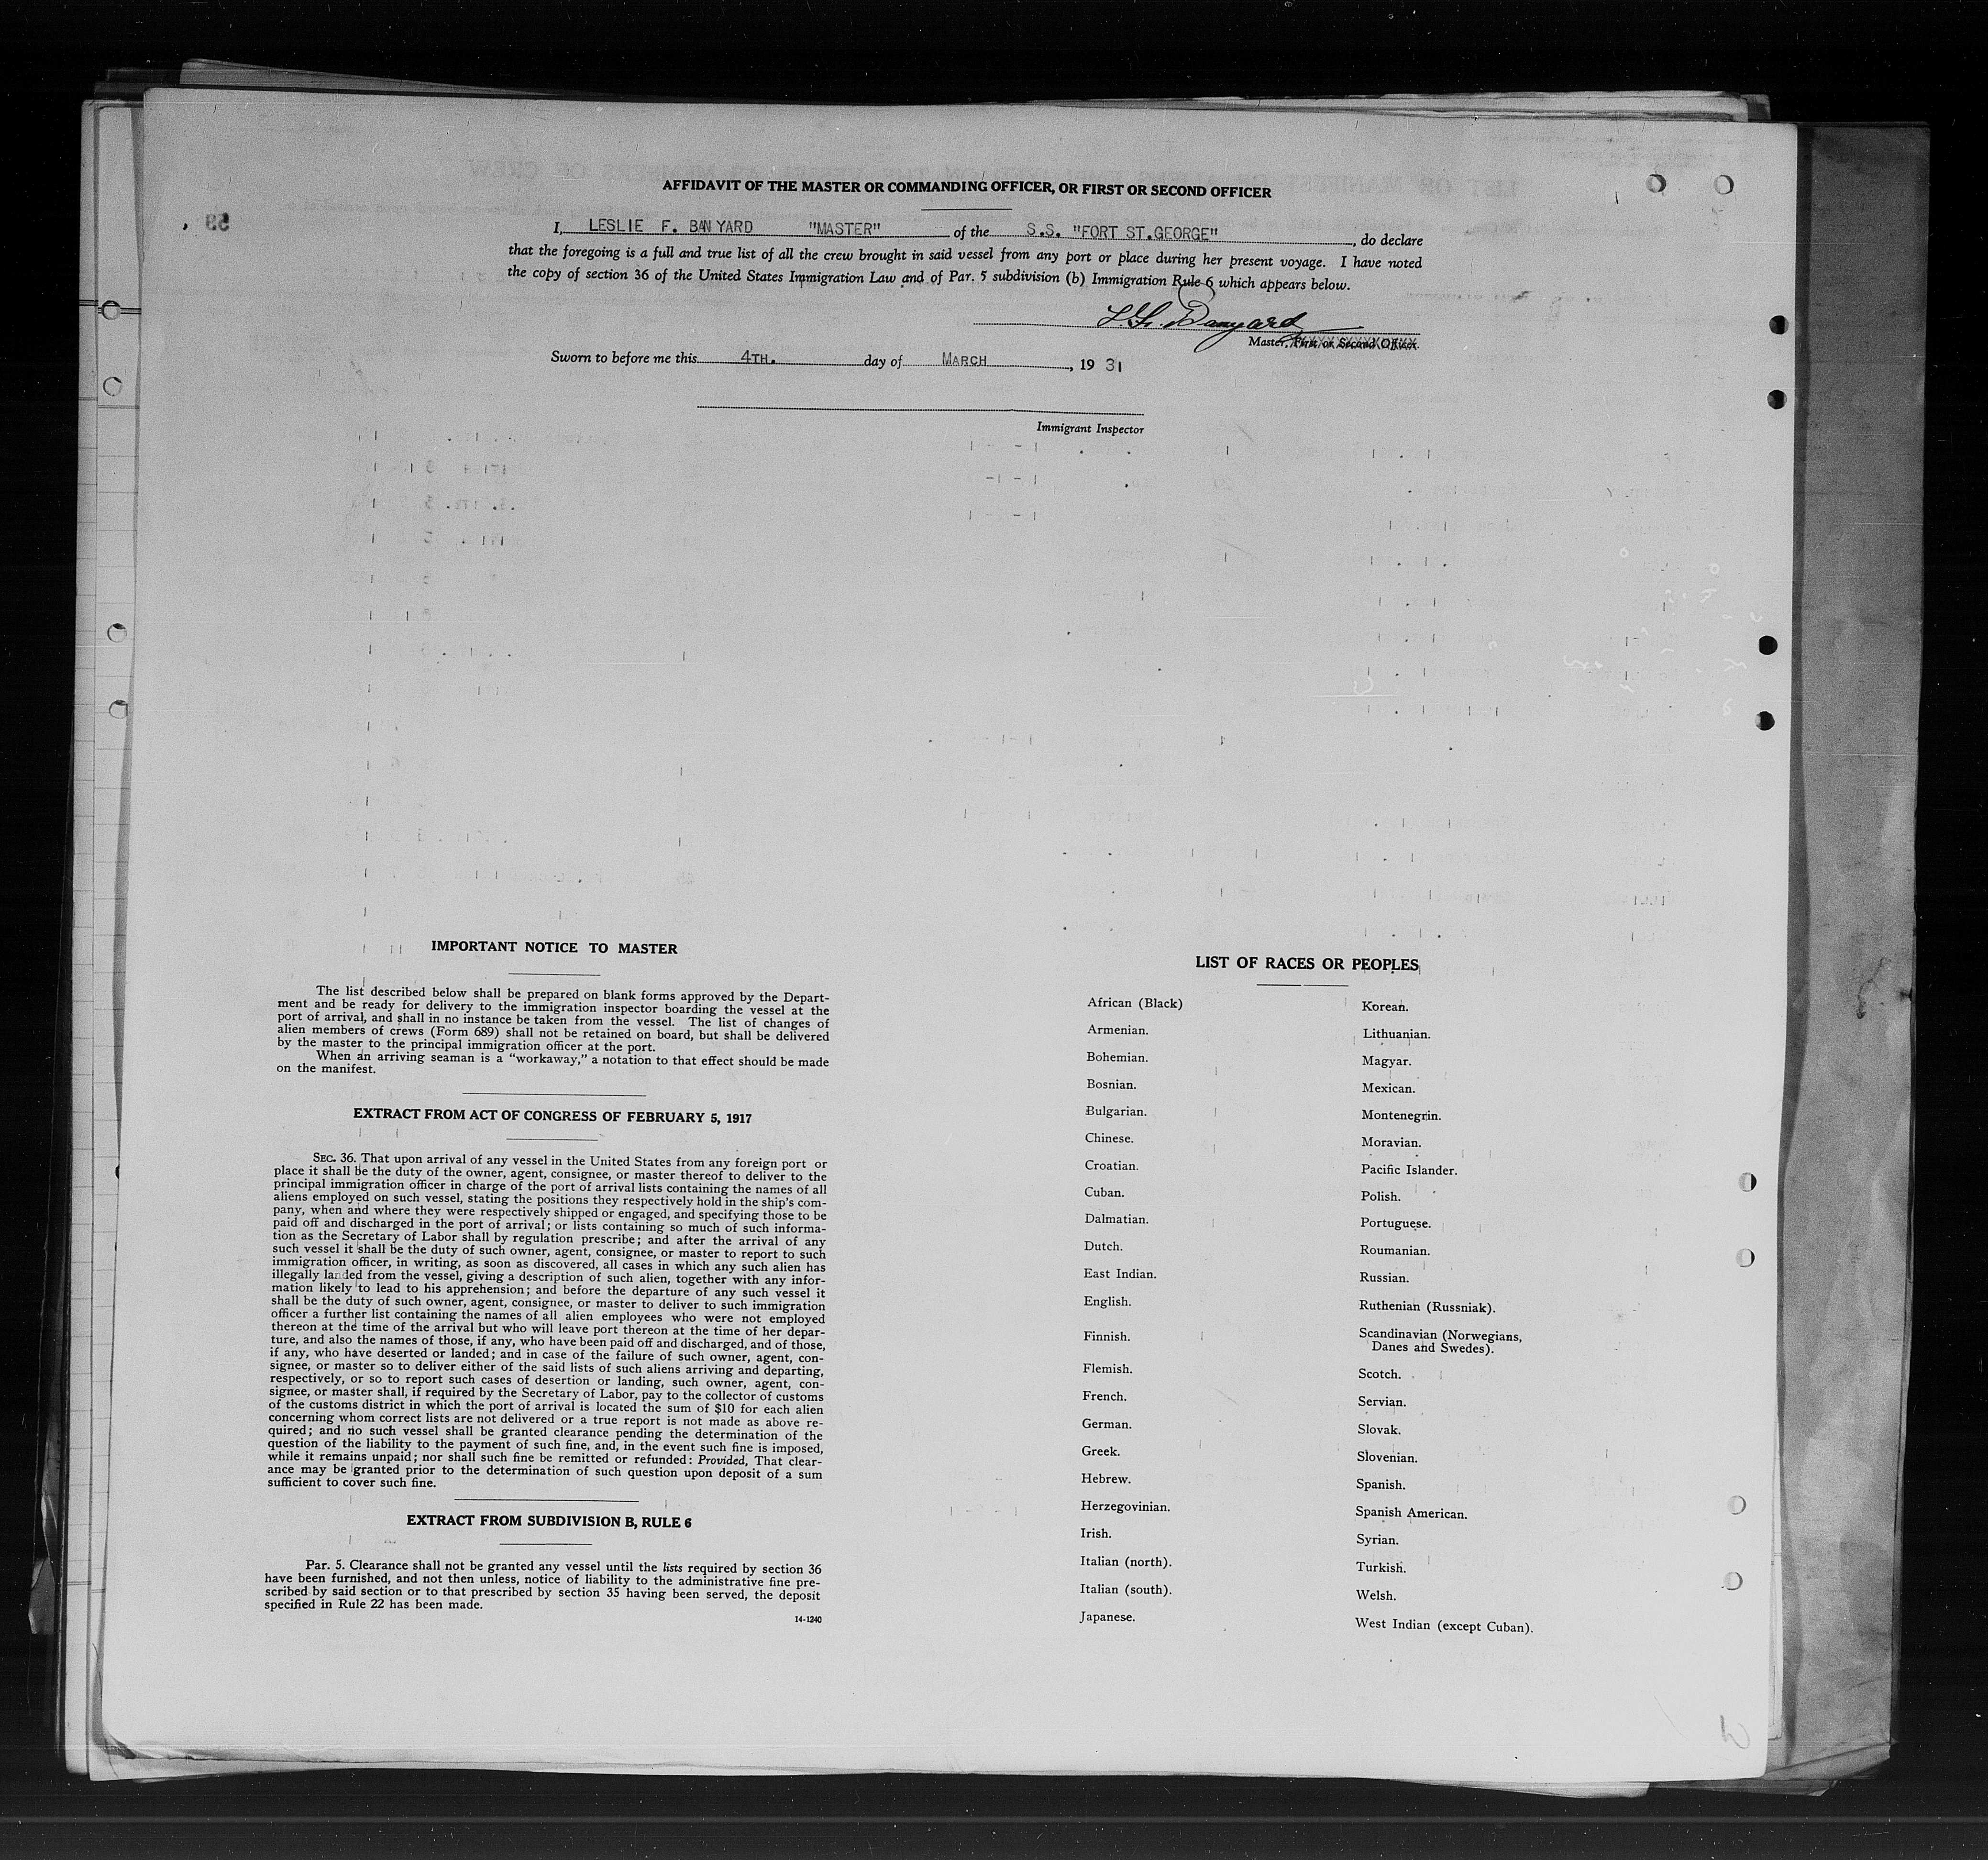 AFFIDAVIT OF THE MASTER OR COMMANDING OFFICER, OR FIRST OR SECOND OFFICER
I, LESLIE F. BANYARD "MASTER" of the S.S. "FORT ST.GEORGE", do declare
that the foregoing is a full and true list of all the crew brought in said vessel from any port or place during her present voyage. I have noted
the copy of section 36 of the United States Immigration Law and of Par. 5 subdivision (b) Immigration Rule 6 which appears below.
L.F. Banyard
Master, First or Second Officer.
Sworn to before me this 4TH. day of MARCH, 19 31
Immigrant Inspector
IMPORTANT NOTICE TO MASTER
The list described below shall be prepared on blank forms approved by the Depart-
ment and be ready for delivery to the immigration inspector boarding the vessel at the
port of arrival, and shall in no instance be taken from the vessel. The list of changes of
alien members of crews (Form 689) shall not be retained on board, but shall be delivered
by the master to the principal immigration officer at the port.
When an arriving seaman is a "workaway," a notation to that effect should be made
on the manifest.
EXTRACT FROM ACT OF CONGRESS OF FEBRUARY 5, 1917
SEC. 36. That upon arrival of any vessel in the United States from any foreign port or
place it shall be the duty of the owner, agent, consignee, or master thereof to deliver to the
principal immigration officer in charge of the port of arrival lists containing the names of all
aliens employed on such vessel, stating the positions they respectively hold in the ship's com-
pany, when and where they were respectively shipped or engaged, and specifying those to be
paid off and discharged in the port of arrival; or lists containing so much of such informa-
tion as the Secretary of Labor shall by regulation prescribe; and after the arrival of any
such vessel it shall be the duty of such owner, agent, consignee, or master to report to such
immigration officer, in writing, as soon as discovered, all cases in which any such alien has
illegally landed from the vessel, giving a description of such alien, together with any infor-
mation likely to lead to his apprehension; and before the departure of any such vessel it
shall be the duty of such owner, agent, consignee, or master to deliver to such immigration
officer a further list containing the names of all alien employees who were not employed
thereon at the time of the arrival but who will leave port thereon at the time of her depar-
ture, and also the names of those, if any, who have been paid off and discharged, and of those,
if any, who have deserted or landed; and in case of the failure of such owner, agent, con-
signee, or master so to deliver either of the said lists of such aliens arriving and departing,
respectively, or so to report such cases of desertion or landing, such owner, agent, con-
signee, or master shall, if required by the Secretary of Labor, pay to the collector of customs
of the customs district in which the port of arrival is located the sum of $10 for each alien
concerning whom correct lists are not delivered or a true report is not made as above re-
quired; and no such vessel shall be granted clearance pending the determination of the
question of the liability to the payment of such fine, and, in the event such fine is imposed,
while it remains unpaid; nor shall such fine be remitted or refunded: Provided, That clear-
ance may be granted prior to the determination of such question upon deposit of a sum
sufficient to cover such fine.
EXTRACT FROM SUBDIVISION B, RULE 6
Par. 5. Clearance shall not be granted any vessel until the lists required by section 36
have been furnished, and not then unless, notice of liability to the administrative fine pre-
scribed by said section or to that prescribed by section 35 having been served, the deposit
specified in Rule 22 has been made.
14-1240
LIST OF RACES OR PEOPLES
African (Black)
Armenian.
Bohemian.
Bosnian.
Bulgarian.
Chinese.
Croatian.
Cuban.
Dalmatian.
Dutch.
East Indian.
English.
Finnish.
Flemish.
French.
German.
Greek.
Hebrew.
Herzegovinian.
Irish.
Italian (north).
Italian (south).
Japanese.
Korean.
Lithuanian.
Magyar.
Mexican.
Montenegrin.
Moravian.
Pacific Islander.
Polish.
Portuguese.
Roumanian.
Russian.
Ruthenian (Russniak).
Scandinavian (Norwegians,
Danes and Swedes).
Scotch.
Servian.
Slovak.
Slovenian.
Spanish.
Spanish American.
Syrian.
Turkish.
Welsh.
West Indian (except Cuban).